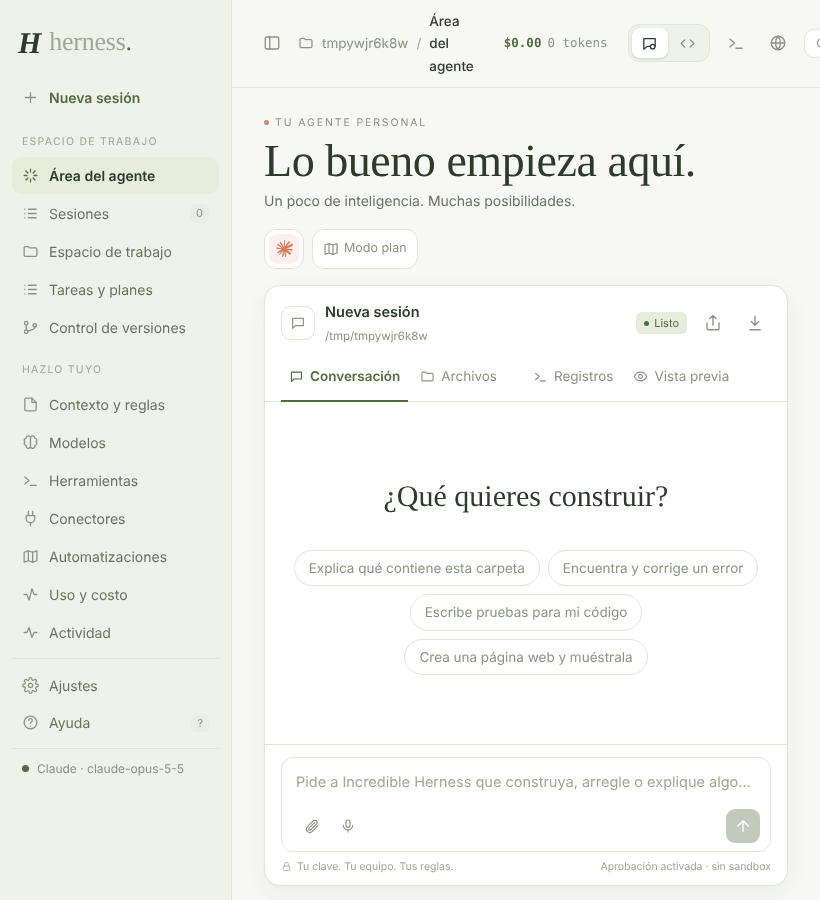 H herness.
Nueva sesión
ESPACIO DE TRABAJO
Área del agente
Sesiones 0
Espacio de trabajo
Tareas y planes
Control de versiones
HAZLO TUYO
Contexto y reglas
Modelos
Herramientas
Conectores
Automatizaciones
Uso y costo
Actividad
Ajustes
Ayuda ?
Claude · claude-opus-5-5
tmpywjr6k8w / Área
del
agente
$0.00 0 tokens
TU AGENTE PERSONAL
Lo bueno empieza aquí.
Un poco de inteligencia. Muchas posibilidades.
Modo plan
Nueva sesión
/tmp/tmpywjr6k8w
Listo
Conversación Archivos Registros Vista previa
¿Qué quieres construir?
Explica qué contiene esta carpeta Encuentra y corrige un error
Escribe pruebas para mi código
Crea una página web y muéstrala
Pide a Incredible Herness que construya, arregle o explique algo...
Tu clave. Tu equipo. Tus reglas. Aprobación activada · sin sandbox